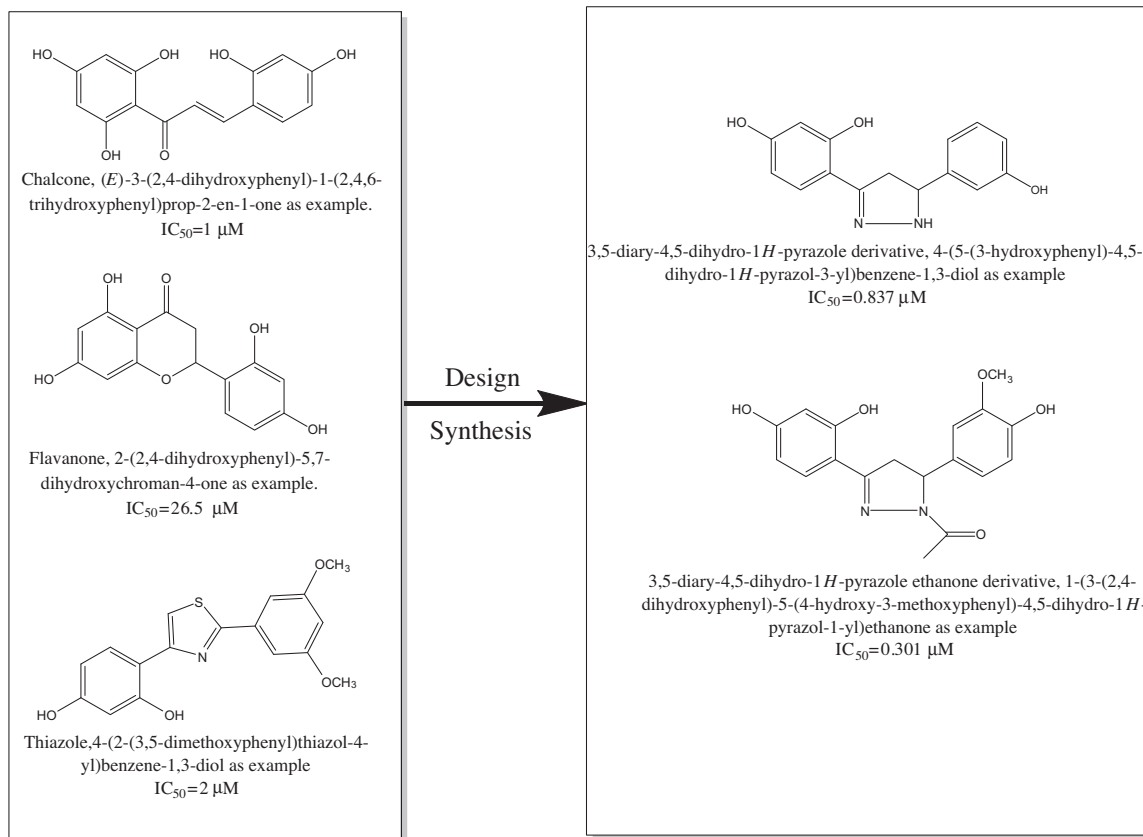 HO
OH
HO
OH
OH
O
Chalcone, (E)-3-(2,4-dihydroxyphenyl)-1-(2,4,6-
trihydroxyphenyl)prop-2-en-1-one as example.
IC50=1 μM
OH
O
OH
HO
O
OH
Flavanone, 2-(2,4-dihydroxyphenyl)-5,7-
dihydroxychroman-4-one as example.
IC50=26.5 μM
OCH3
S
N
OCH3
HO
OH
Thiazole,4-(2-(3,5-dimethoxyphenyl)thiazol-4-
yl)benzene-1,3-diol as example
IC50=2 μM
Design
Synthesis
HO
OH
OH
N
NH
3,5-diary-4,5-dihydro-1H-pyrazole derivative, 4-(5-(3-hydroxyphenyl)-4,5-
dihydro-1H-pyrazol-3-yl)benzene-1,3-diol as example
IC50=0.837 μM
OCH3
HO
OH
OH
N
N
O
3,5-diary-4,5-dihydro-1H-pyrazole ethanone derivative, 1-(3-(2,4-
dihydroxyphenyl)-5-(4-hydroxy-3-methoxyphenyl)-4,5-dihydro-1H-
pyrazol-1-yl)ethanone as example
IC50=0.301 μM